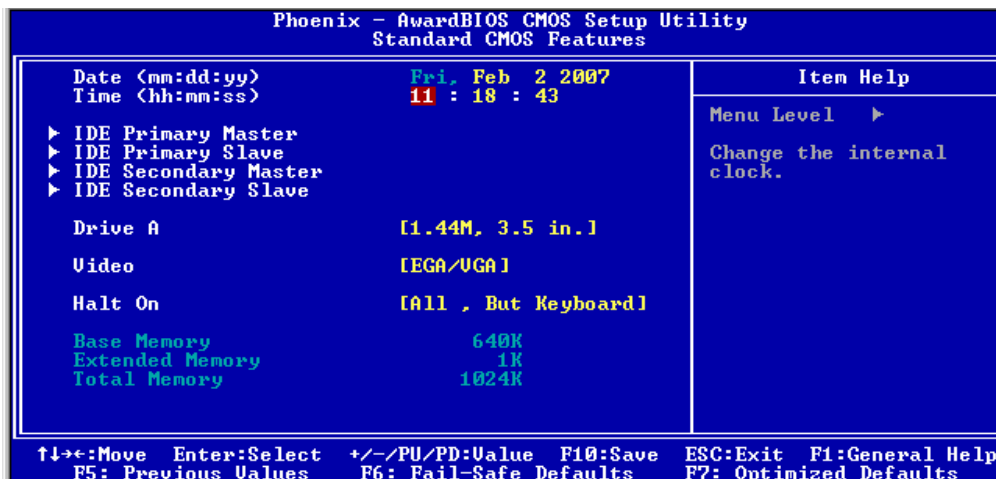 Phoenix - AwardBIOS CMOS Setup Utility
Standard CMOS Features
Date (mm:dd:yy) Fri, Feb 2 2007
Time (hh:mm:ss) 11 : 18 : 43
► IDE Primary Master
► IDE Primary Slave
► IDE Secondary Master
► IDE Secondary Slave
Drive A [1.44M, 3.5 in.]
Video [EGA/VGA]
Halt On [All , But Keyboard]
Base Memory 640K
Extended Memory 1K
Total Memory 1024K
Item Help
Menu Level ►
Change the internal
clock.
↑↓→←:Move Enter:Select +/-/PU/PD:Value F10:Save ESC:Exit F1:General Help
F5: Previous Values F6: Fail-Safe Defaults F7: Optimized Defaults